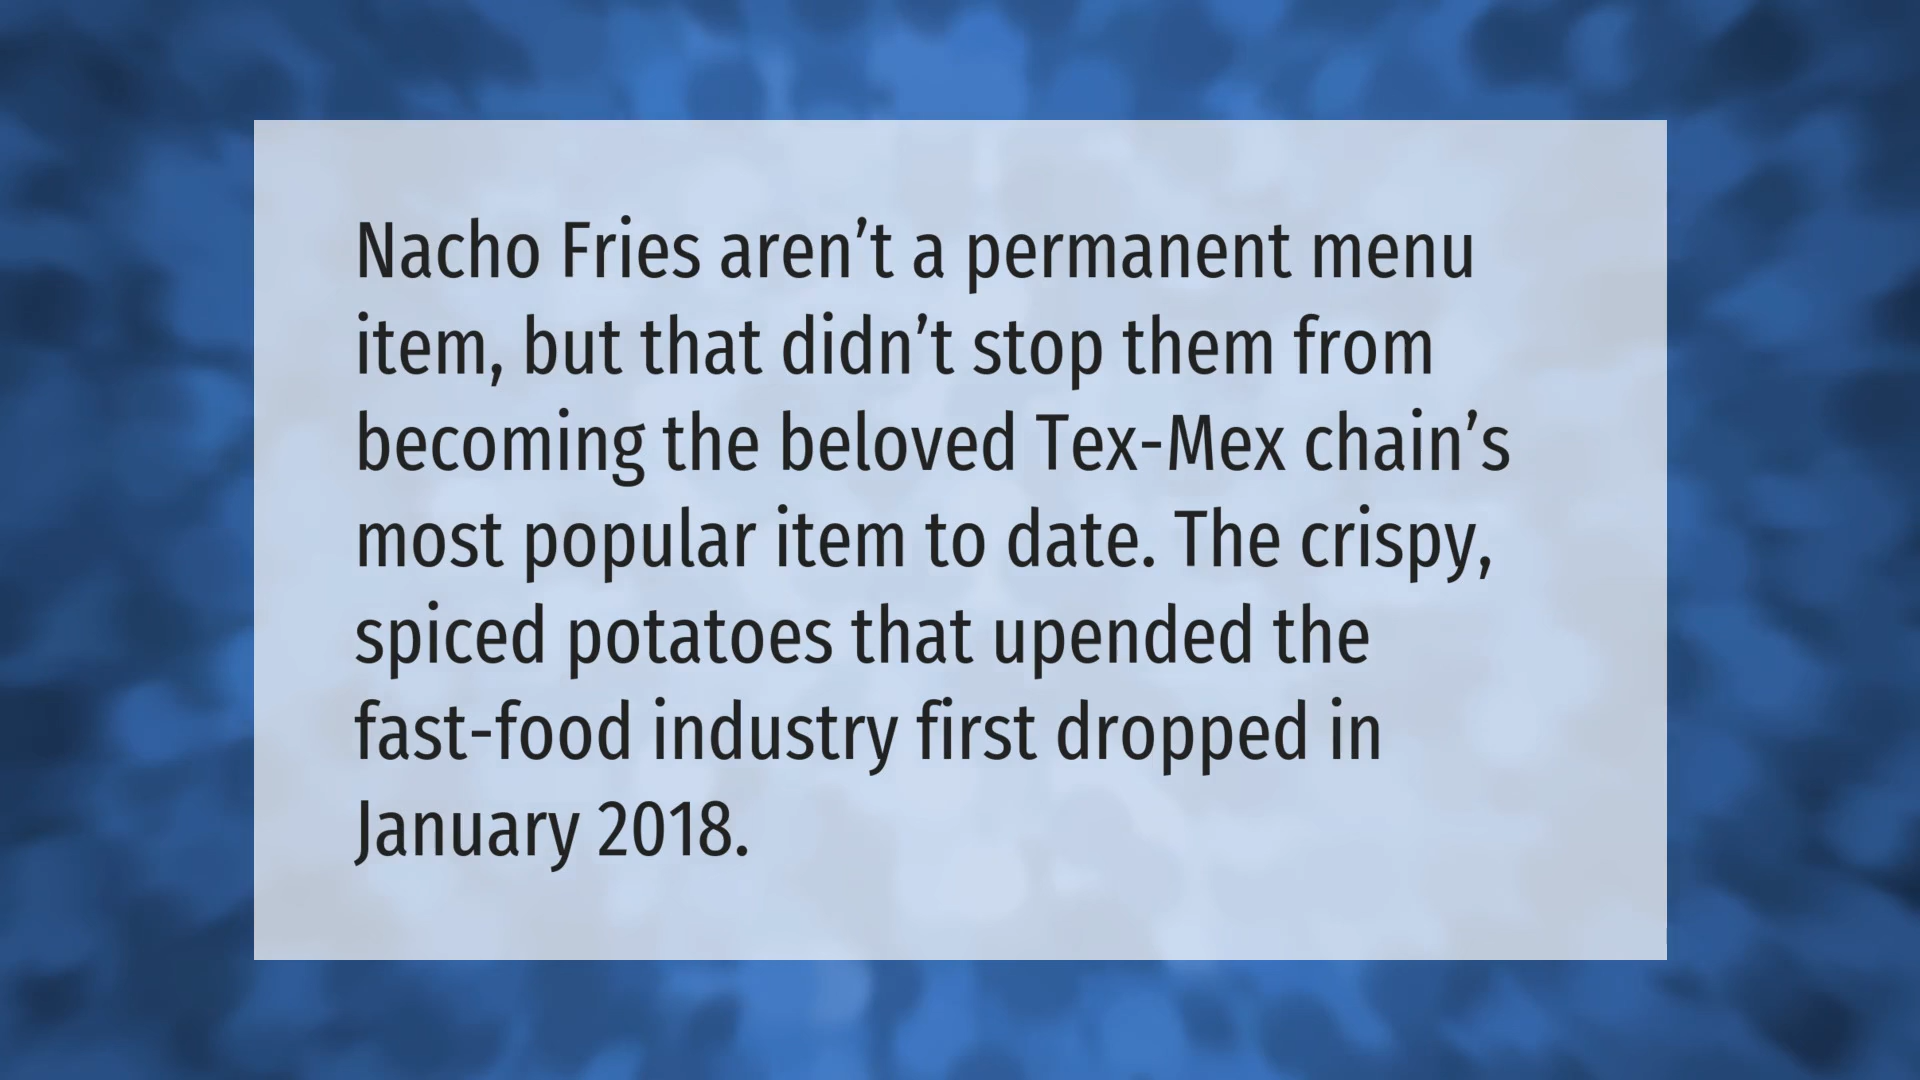 Nacho Fries aren’t a permanent menu
item, but that didn’t stop them from
becoming the beloved Tex-Mex chain’s
most popular item to date. The crispy,
spiced potatoes that upended the
fast-food industry first dropped in
January 2018.